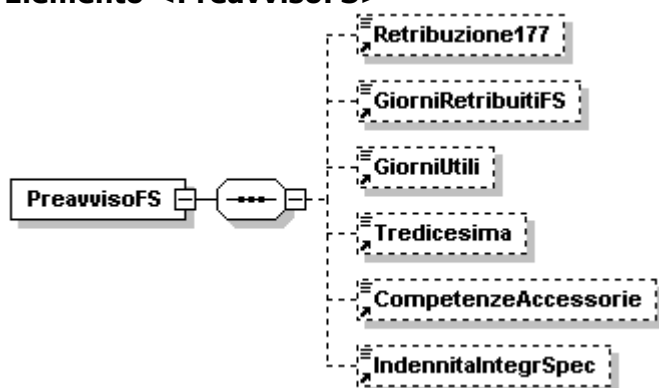 Elemento <PreavvisoFS>
Retribuzione177
GiorniRetribuitiFS
GiorniUtili
PreavvisoFS
Tredicesima
CompetenzeAccessorie
IndennitaIntegrSpec